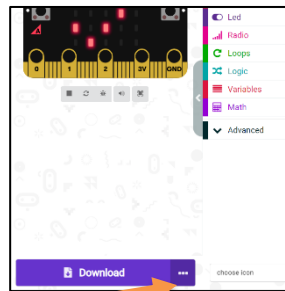 Led
Radio
Loops
Logic
Variables
Math
Advanced
0 1 2 3V GND
Download
choose icon